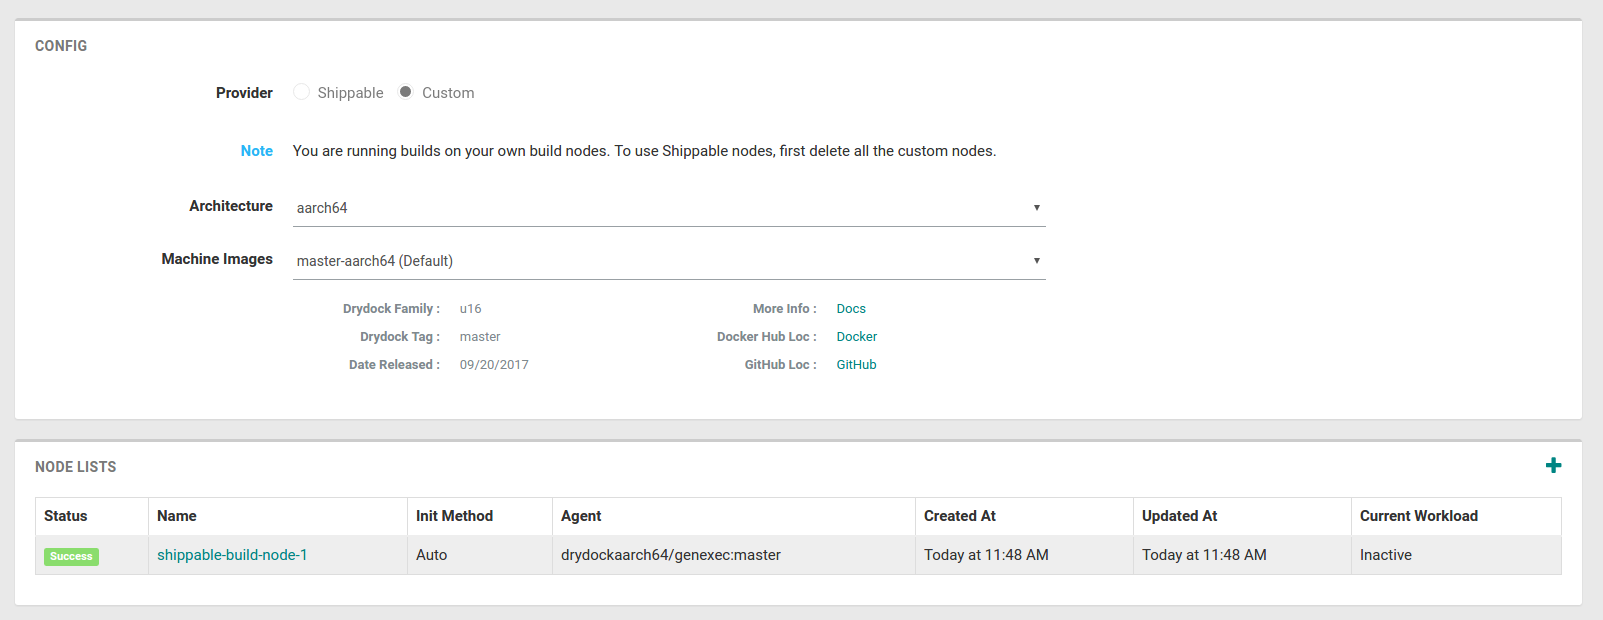 CONFIG
Provider Shippable Custom
Note You are running builds on your own build nodes. To use Shippable nodes, first delete all the custom nodes.
Architecture aarch64
Machine Images master-aarch64 (Default)
Drydock Family : u16 More Info : Docs
Drydock Tag : master Docker Hub Loc : Docker
Date Released : 09/20/2017 GitHub Loc : GitHub
NODE LISTS
Status Name Init Method Agent Created At Updated At Current Workload
Success shippable-build-node-1 Auto drydockaarch64/genexec:master Today at 11:48 AM Today at 11:48 AM Inactive